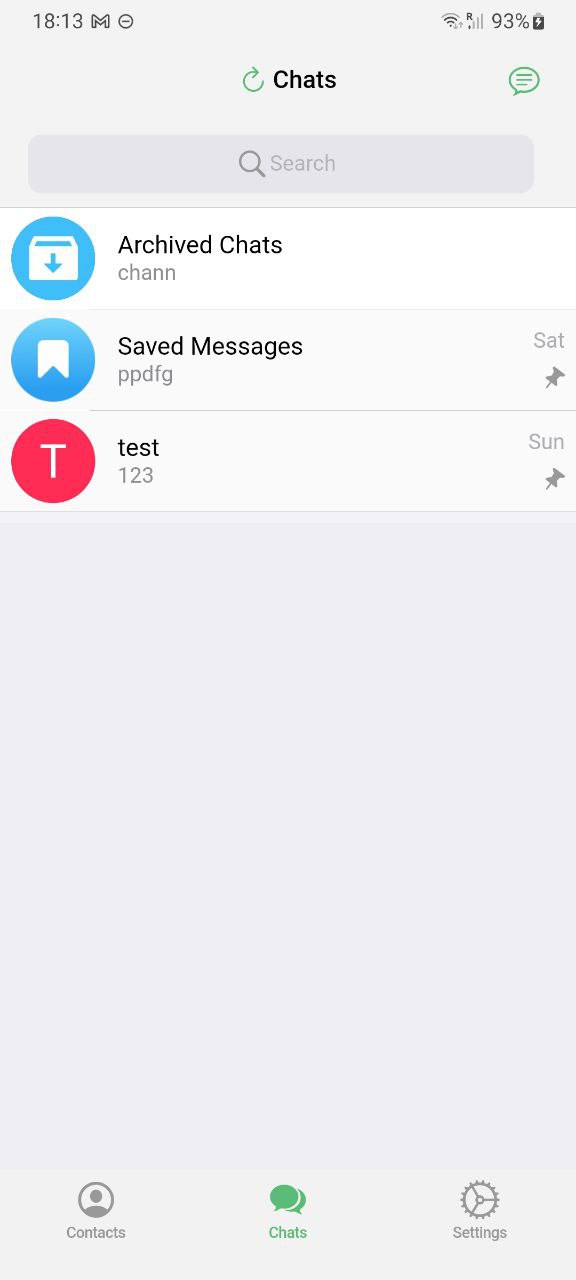 18:13 R 93%
Chats
Search
Archived Chats
chann
Saved Messages Sat
ppdfg
T test Sun
123
Contacts Chats Settings